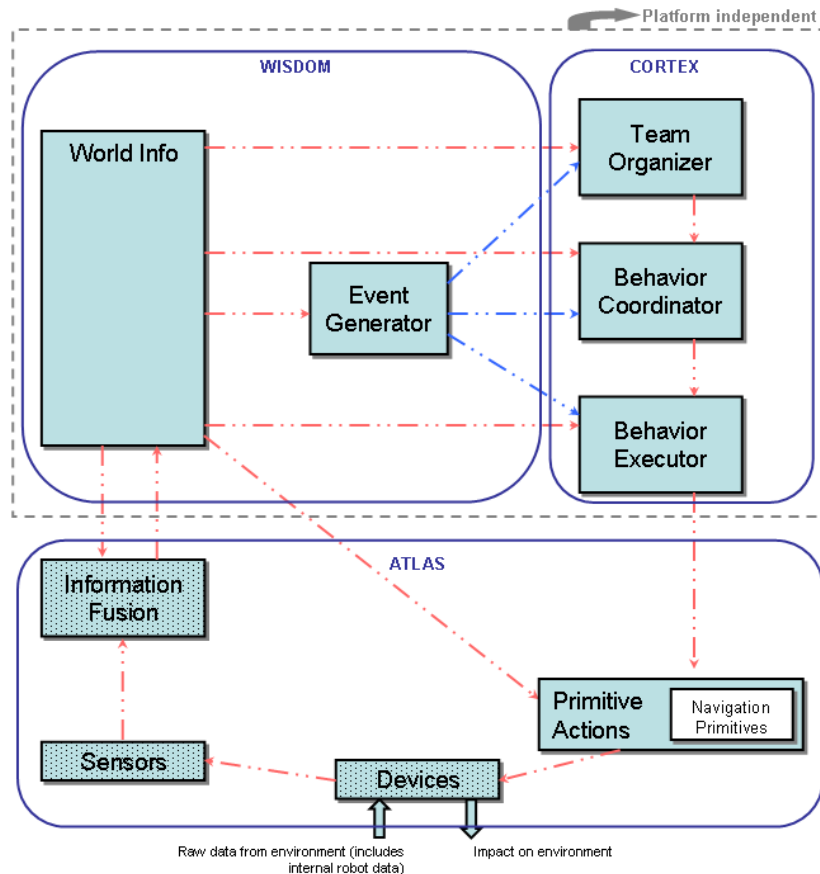 Platform independent
WISDOM
CORTEX
World Info
Team
Organizer
Event
Generator
Behavior
Coordinator
Behavior
Executor
ATLAS
Information
Fusion
Primitive
Actions
Navigation
Primitives
Sensors
Devices
Raw data from environment (includes
internal robot data)
Impact on environment